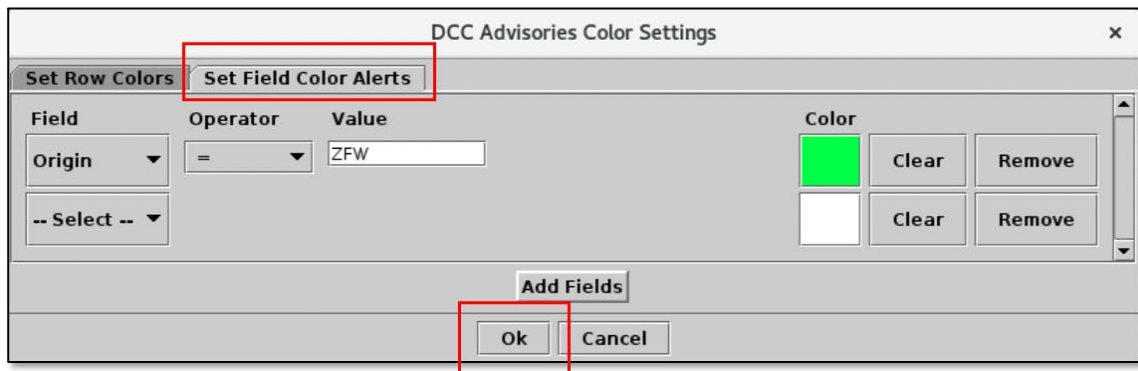 DCC Advisories Color Settings ×
Set Row Colors Set Field Color Alerts
Field Operator Value Color
Origin = ZFW Clear Remove
-- Select -- Clear Remove
Add Fields
Ok Cancel